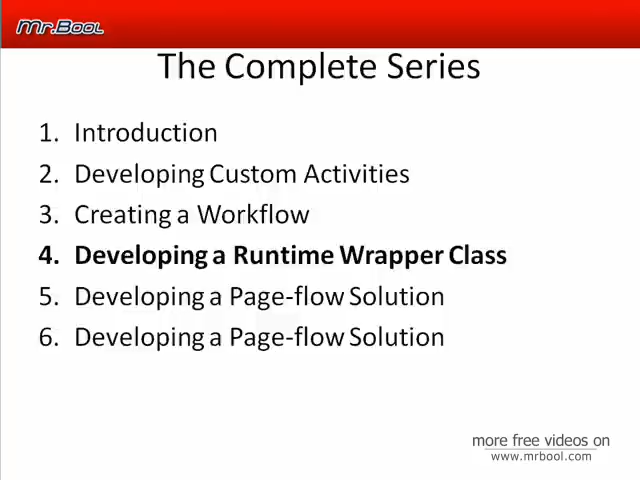 Mr.Bool
The Complete Series
1. Introduction
2. Developing Custom Activities
3. Creating a Workflow
4. Developing a Runtime Wrapper Class
5. Developing a Page-flow Solution
6. Developing a Page-flow Solution
more free videos on
www.mrbool.com